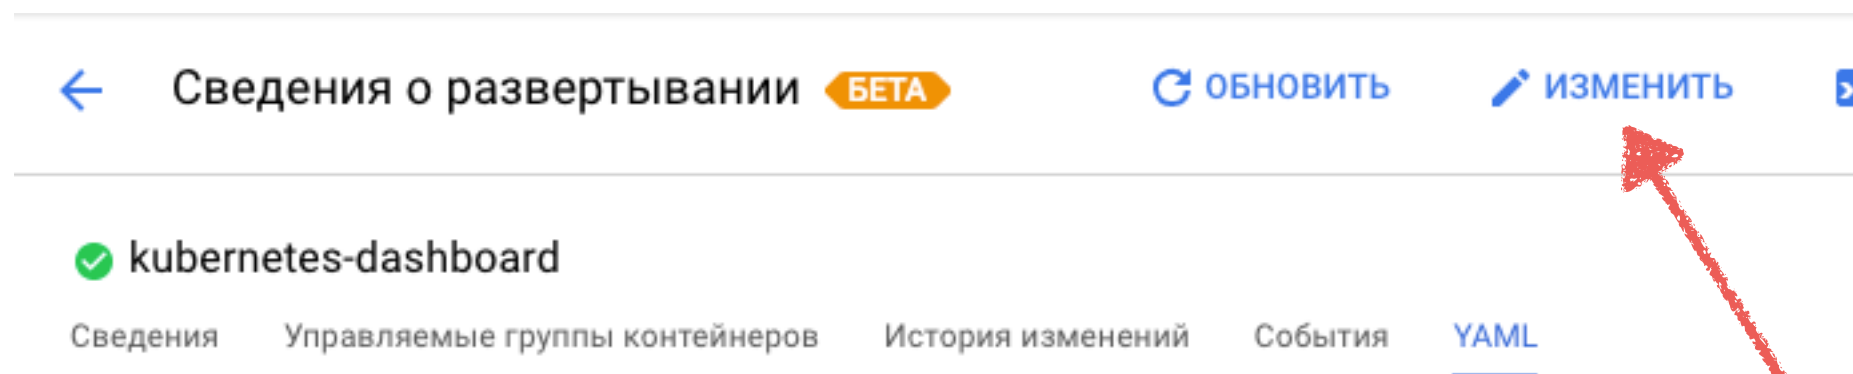 Сведения о развертывании БЕТА ОБНОВИТЬ ИЗМЕНИТЬ
kubernetes-dashboard
Сведения Управляемые группы контейнеров История изменений События YAML